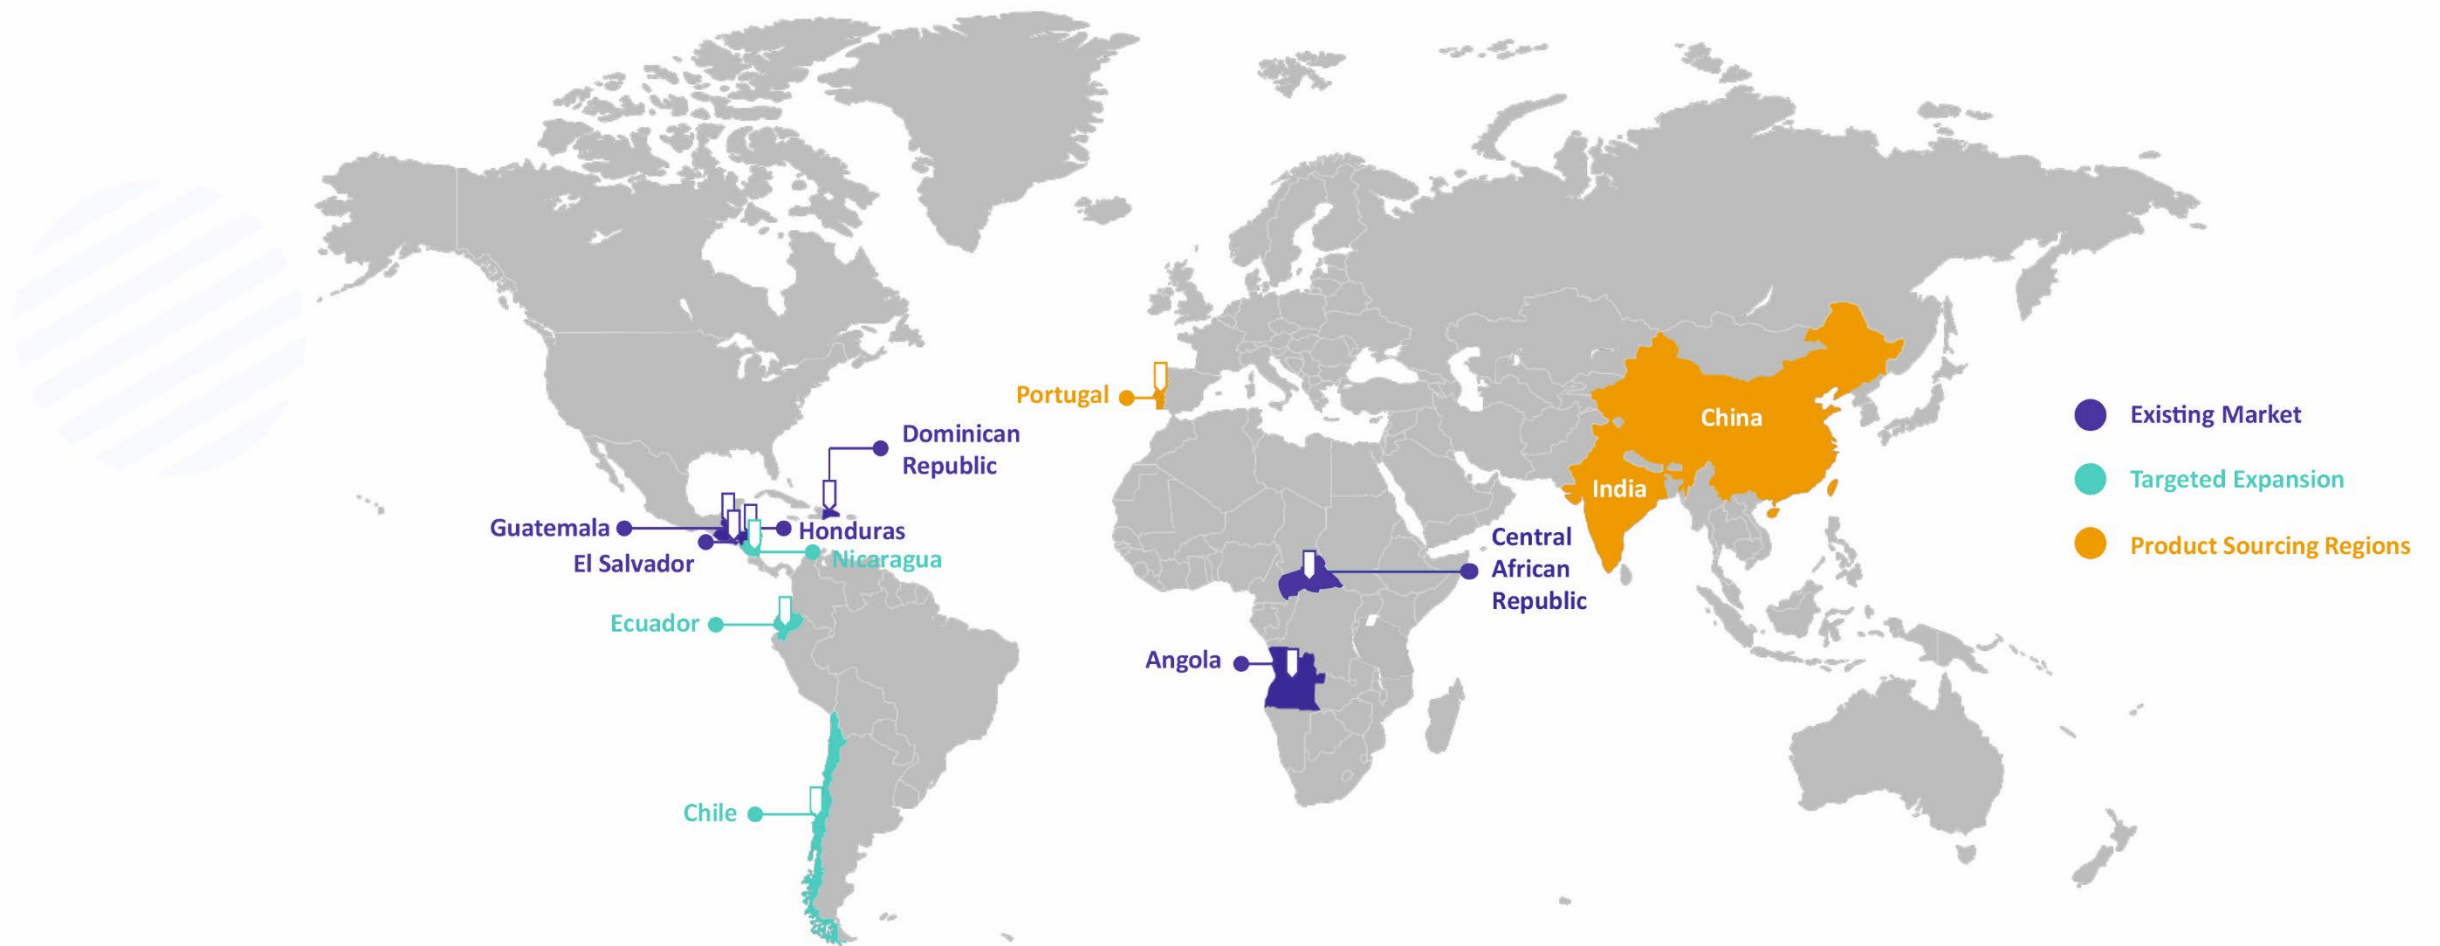 Portugal
China
Dominican
Republic
India
Guatemala
Honduras
El Salvador
Nicaragua
Central
African
Republic
Ecuador
Angola
Chile
Existing Market
Targeted Expansion
Product Sourcing Regions